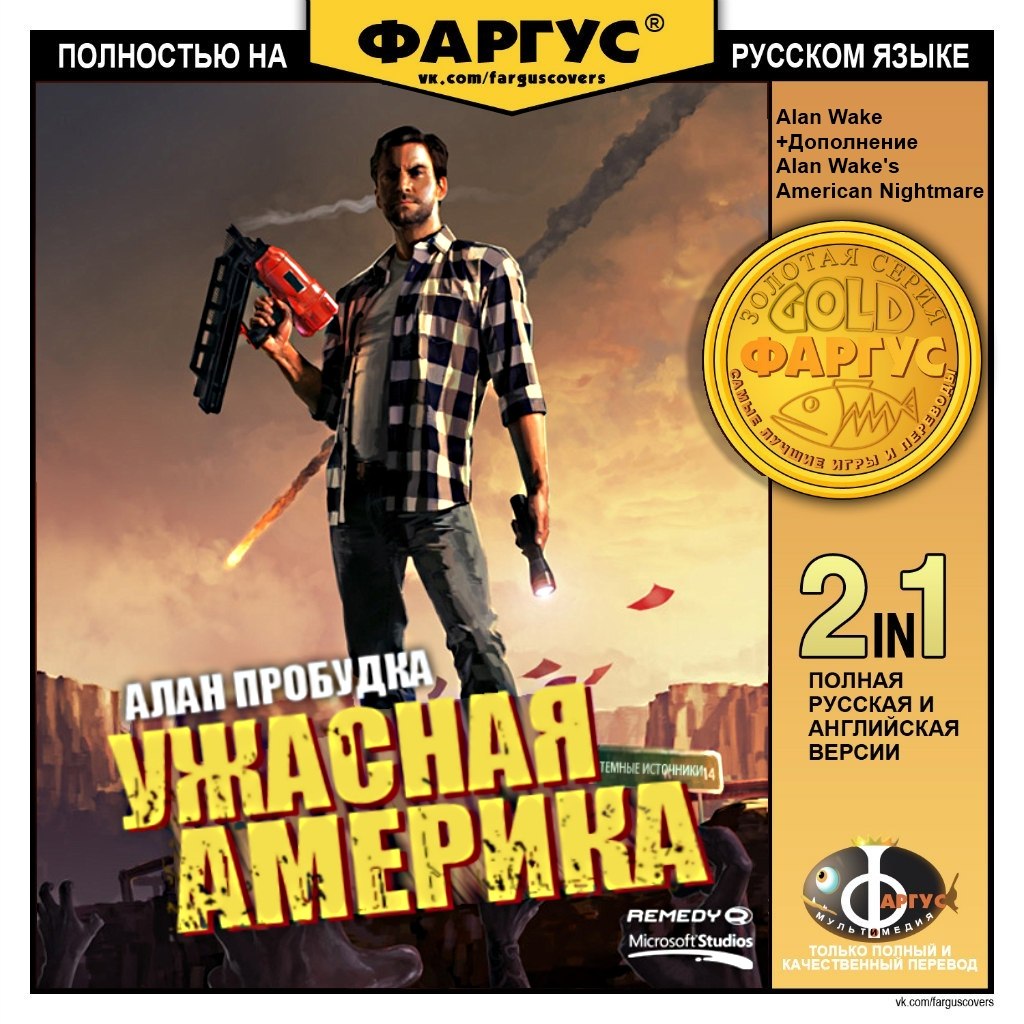 ПОЛНОСТЬЮ НА
ФАРГУС®
vk.com/farguscovers
РУССКОМ ЯЗЫКЕ
Alan Wake
+Дополнение
Alan Wake's
American Nightmare
ЗОЛОТАЯ СЕРИЯ
GOLD
ФАРГУС
САМЫЕ ЛУЧШИЕ ИГРЫ И ПЕРЕВОДЫ
2IN1
ПОЛНАЯ
РУССКАЯ И
АНГЛИЙСКАЯ
ВЕРСИИ
АЛАН ПРОБУДКА
УЖАСНАЯ
АМЕРИКА
ТЕМНЫЕ ИСТОЧНИКИ 14
REMEDY
Microsoft Studios
ФАРГУС
МУЛЬТИМЕДИЯ
ТОЛЬКО ПОЛНЫЙ И
КАЧЕСТВЕННЫЙ ПЕРЕВОД
vk.com/farguscovers